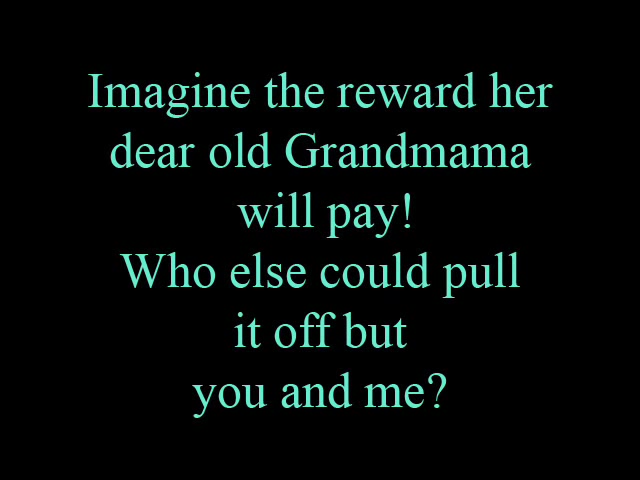 Imagine the reward her
dear old Grandmama
will pay!
Who else could pull
it off but
you and me?